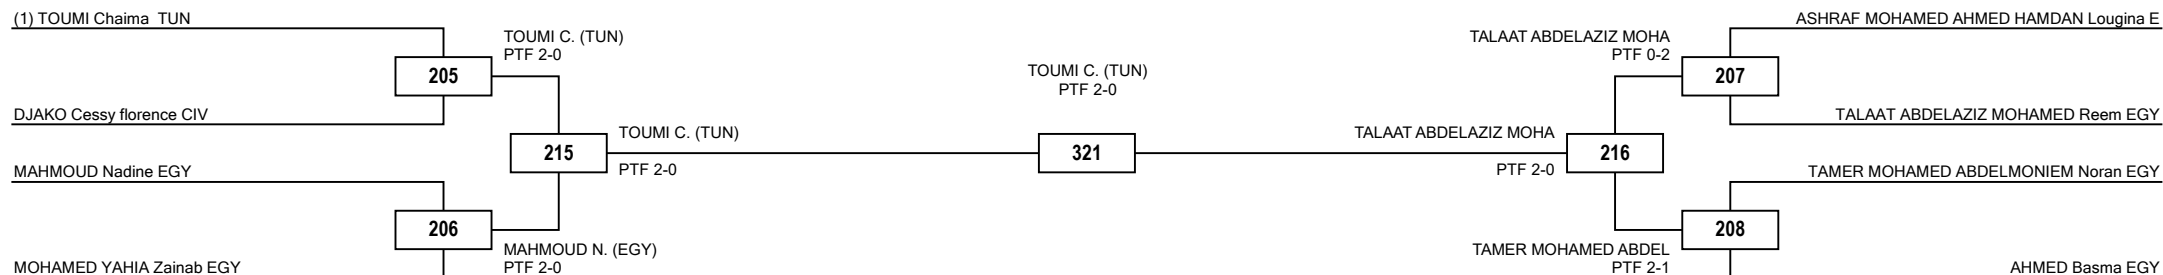 (1) TOUMI Chaima TUN
ASHRAF MOHAMED AHMED HAMDAN Lougina E
TOUMI C. (TUN)
PTF 2-0
TALAAT ABDELAZIZ MOHA
PTF 0-2
205
TOUMI C. (TUN)
PTF 2-0
207
DJAKO Cessy florence CIV
TALAAT ABDELAZIZ MOHAMED Reem EGY
215
TOUMI C. (TUN)
PTF 2-0
321
TALAAT ABDELAZIZ MOHA
PTF 2-0
216
MAHMOUD Nadine EGY
TAMER MOHAMED ABDELMONIEM Noran EGY
206
208
MAHMOUD N. (EGY)
PTF 2-0
TAMER MOHAMED ABDEL
PTF 2-1
MOHAMED YAHIA Zainab EGY
AHMED Basma EGY